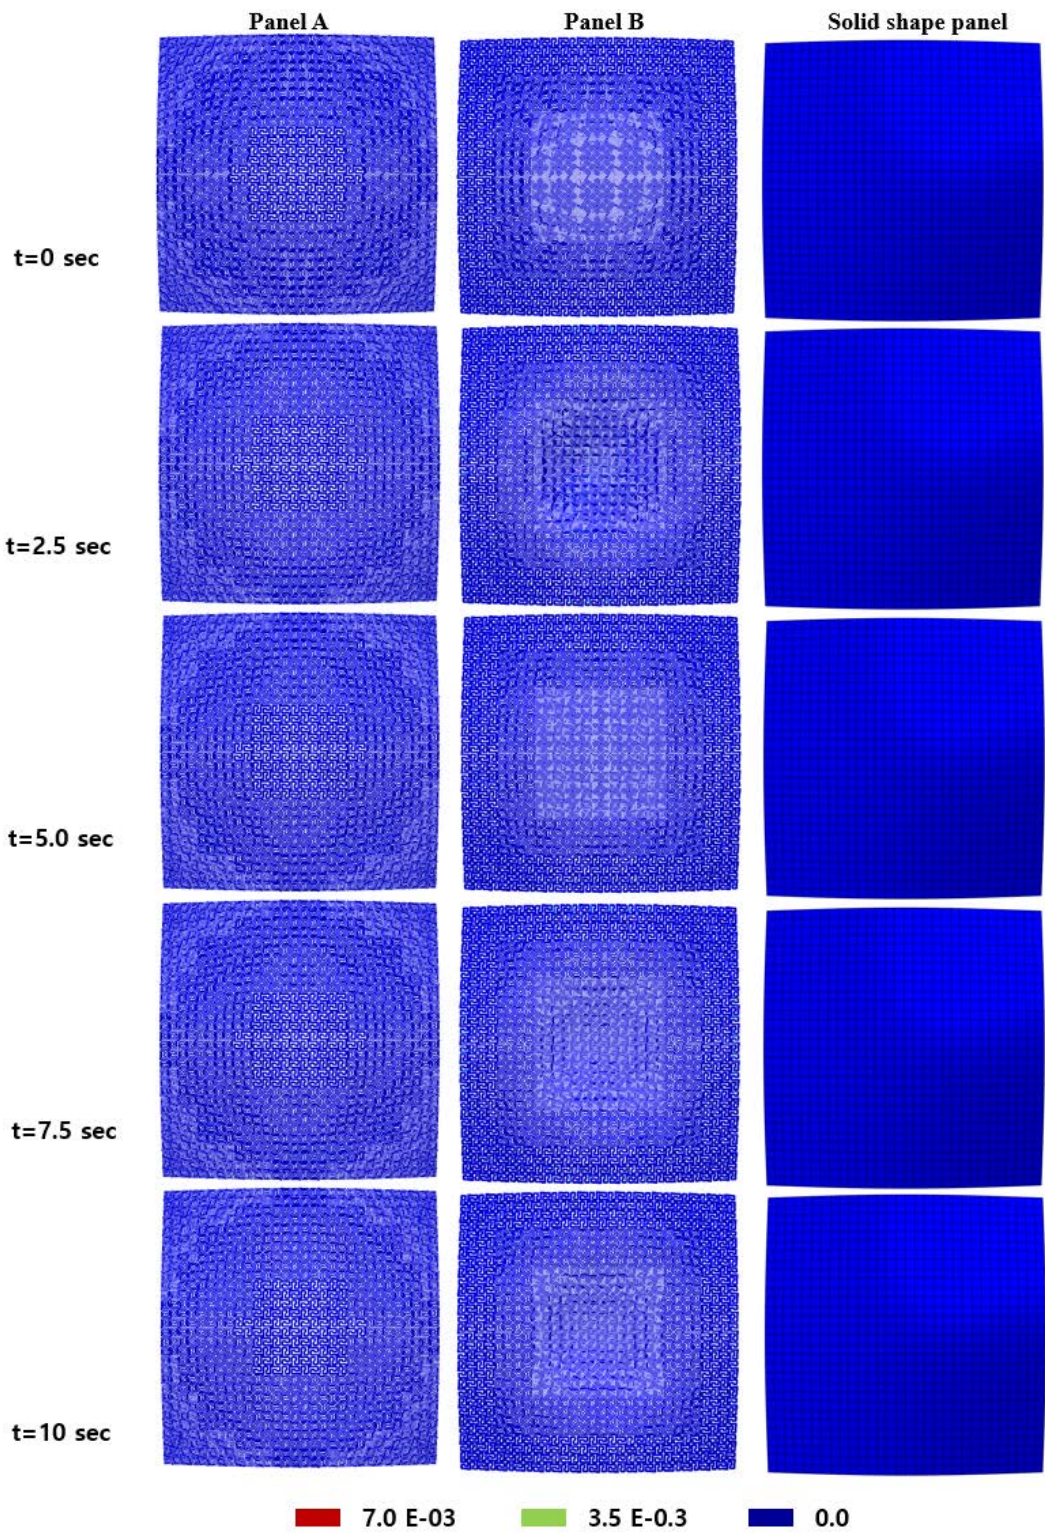 Panel A Panel B Solid shape panel
t=0 sec
t=2.5 sec
t=5.0 sec
t=7.5 sec
t=10 sec
7.0 E-03 3.5 E-0.3 0.0